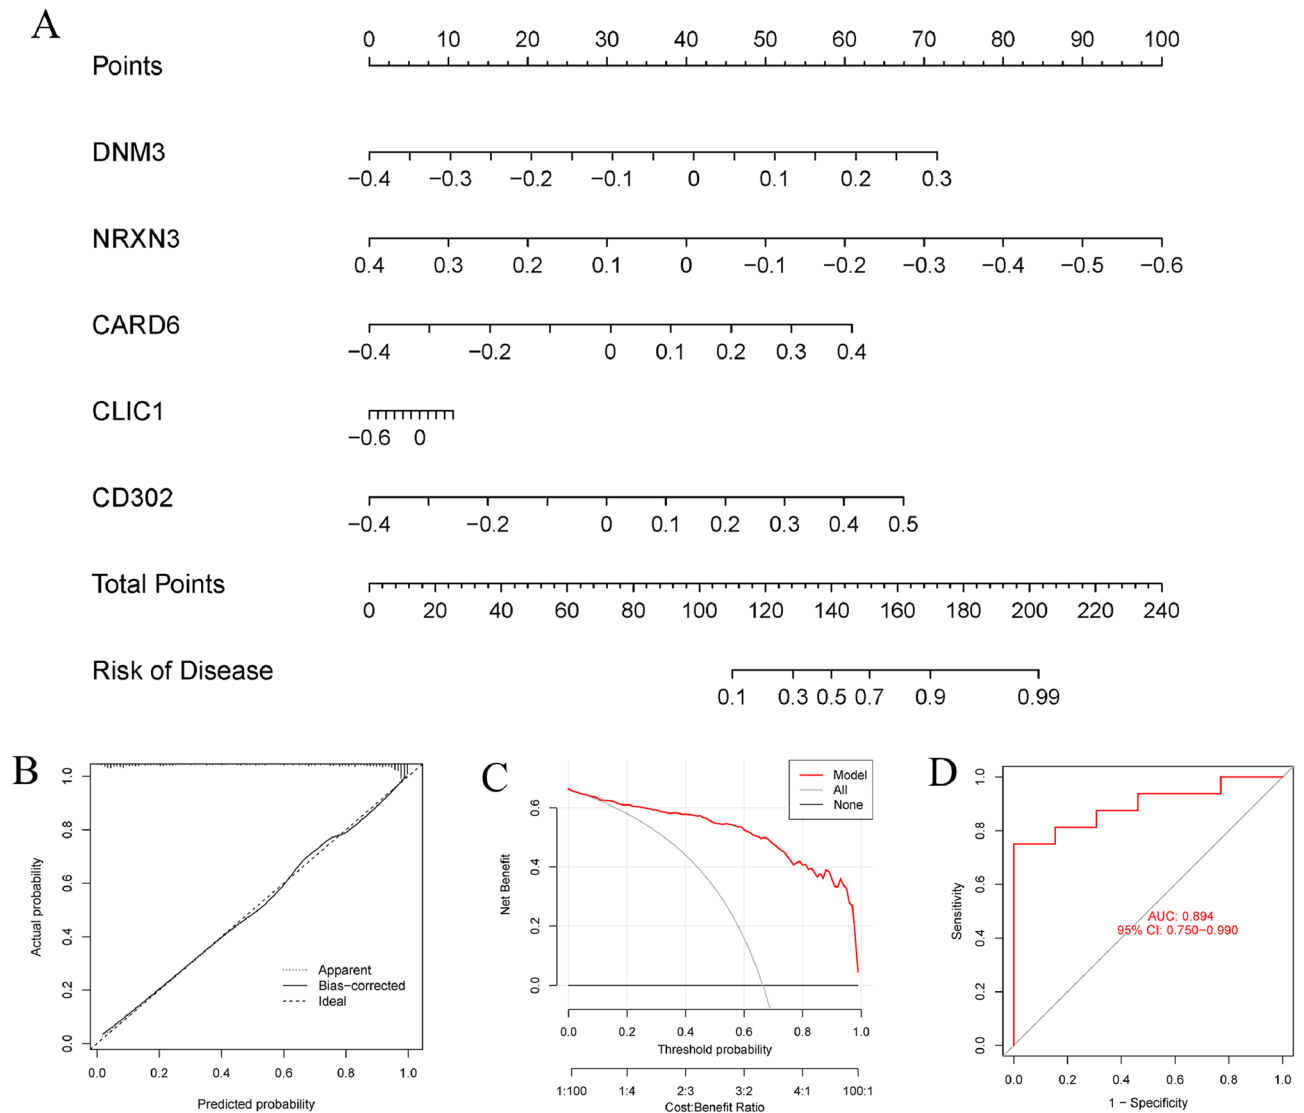 A
0 10 20 30 40 50 60 70 80 90 100
Points
DNM3
−0.4 −0.3 −0.2 −0.1 0 0.1 0.2 0.3
NRXN3
0.4 0.3 0.2 0.1 0 −0.1 −0.2 −0.3 −0.4 −0.5 −0.6
CARD6
−0.4 −0.2 0 0.1 0.2 0.3 0.4
CLIC1
−0.6 0
CD302
−0.4 −0.2 0 0.1 0.2 0.3 0.4 0.5
Total Points
0 20 40 60 80 100 120 140 160 180 200 220 240
Risk of Disease
0.1 0.3 0.5 0.7 0.9 0.99
B
Actual probability
1.0
0.8
0.6
0.4
0.2
0.0
Apparent
Bias−corrected
Ideal
0.0 0.2 0.4 0.6 0.8 1.0
Predicted probability
C
Net Benefit
0.6
0.4
0.2
0.0
Model
All
None
0.0 0.2 0.4 0.6 0.8 1.0
Threshold probability
1:100 1:4 2:3 3:2 4:1 100:1
Cost:Benefit Ratio
D
Sensitivity
1.0
0.8
0.6
0.4
0.2
0.0
AUC: 0.894
95% CI: 0.750−0.990
0.0 0.2 0.4 0.6 0.8 1.0
1 − Specificity